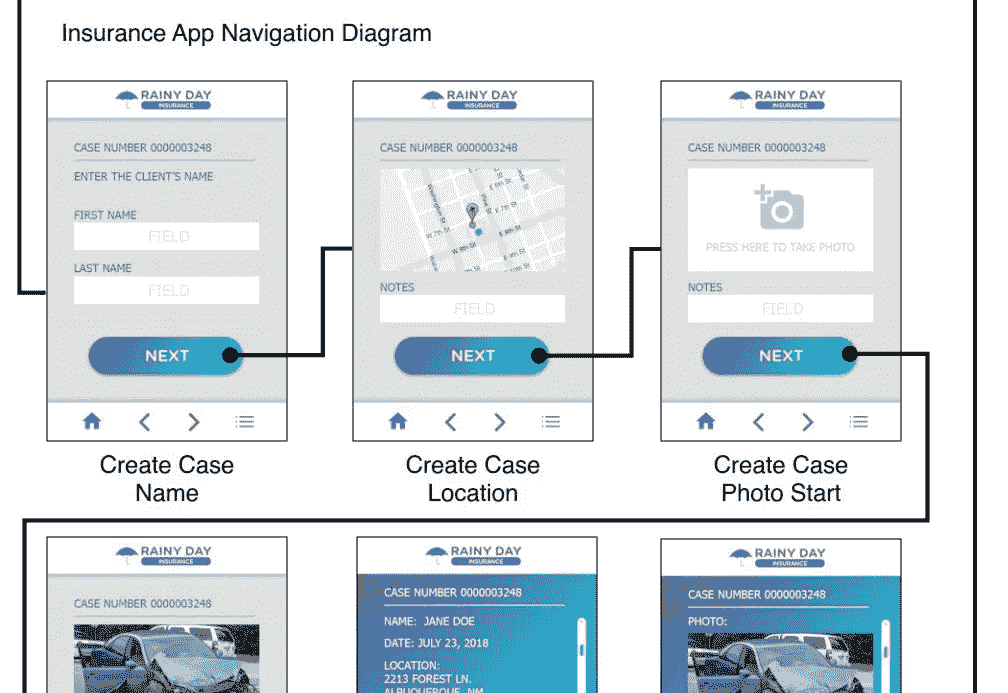 Insurance App Navigation Diagram
RAINY DAY
INSURANCE
CASE NUMBER 0000003248
ENTER THE CLIENT'S NAME
FIRST NAME
FIELD
LAST NAME
FIELD
NEXT
Create Case
Name
RAINY DAY
INSURANCE
CASE NUMBER 0000003248
Washington St
W 7th St
W 8th St
E 8th St
E 7th St
NOTES
FIELD
NEXT
Create Case
Location
RAINY DAY
INSURANCE
CASE NUMBER 0000003248
PRESS HERE TO TAKE PHOTO
NOTES
FIELD
NEXT
Create Case
Photo Start
RAINY DAY
INSURANCE
CASE NUMBER 0000003248
RAINY DAY
INSURANCE
CASE NUMBER 0000003248
NAME: JANE DOE
DATE: JULY 23, 2018
LOCATION:
2213 FOREST LN.
ALBUQUERQUE, NM
RAINY DAY
INSURANCE
CASE NUMBER 0000003248
PHOTO: